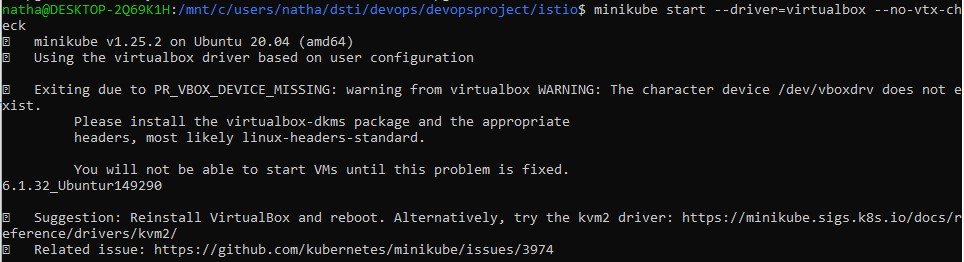 natha@DESKTOP-2Q69K1H:/mnt/c/users/natha/dsti/devops/devopsproject/istio$ minikube start --driver=virtualbox --no-vtx-ch
eck
minikube v1.25.2 on Ubuntu 20.04 (amd64)
Using the virtualbox driver based on user configuration
Exiting due to PR_VBOX_DEVICE_MISSING: warning from virtualbox WARNING: The character device /dev/vboxdrv does not e
xist.
Please install the virtualbox-dkms package and the appropriate
headers, most likely linux-headers-standard.
You will not be able to start VMs until this problem is fixed.
6.1.32_Ubuntur149290
Suggestion: Reinstall VirtualBox and reboot. Alternatively, try the kvm2 driver: https://minikube.sigs.k8s.io/docs/r
eference/drivers/kvm2/
Related issue: https://github.com/kubernetes/minikube/issues/3974